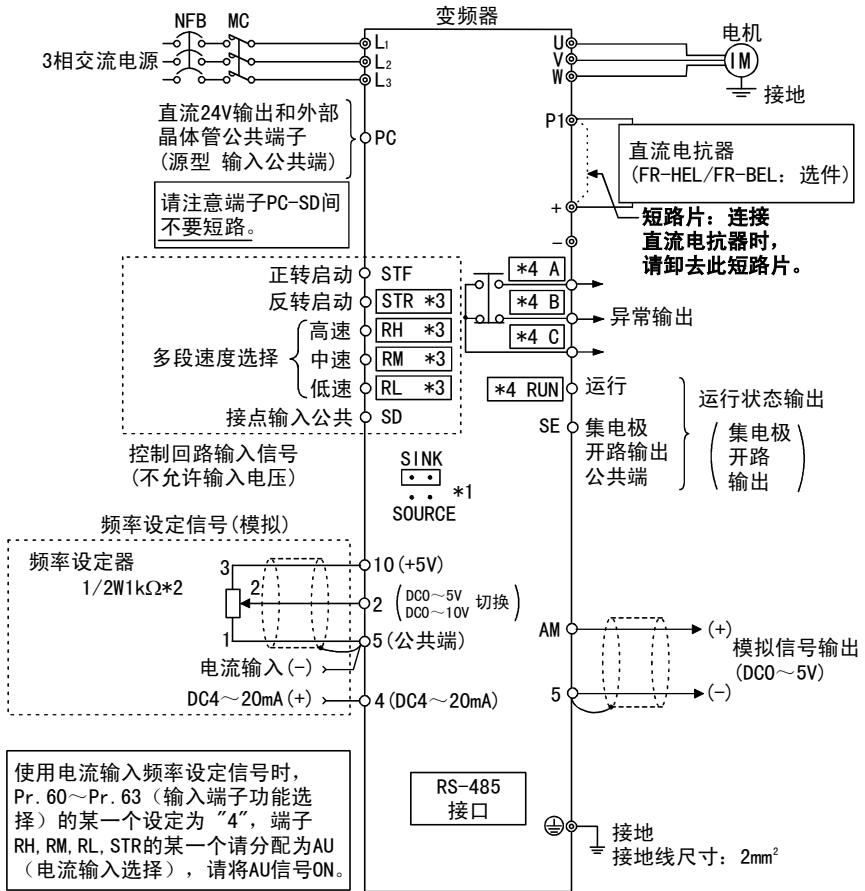 变频器
NFB MC
3相交流电源
L1
L2
L3
U
V
W
电机
IM
接地
直流24V输出和外部
晶体管公共端子
(源型 输入公共端)
PC
请注意端子PC-SD间
不要短路。
P1
直流电抗器
(FR-HEL/FR-BEL: 选件)
+
短路片: 连接
直流电抗器时,
请卸去此短路片。
-
正转启动 STF
反转启动 STR *3
多段速度选择
高速 RH *3
中速 RM *3
低速 RL *3
接点输入公共 SD
控制回路输入信号
(不允许输入电压)
*4 A
*4 B
*4 C
异常输出
*4 RUN 运行
SE 集电极
开路输出
公共端
运行状态输出
(集电极
开路
输出)
SINK
*1
SOURCE
频率设定信号(模拟)
频率设定器
1/2W1kΩ*2
3
2
1
10(+5V)
2 (DC0~5V
DC0~10V 切换)
5(公共端)
电流输入(-)
DC4~20mA(+)
4(DC4~20mA)
AM
(+)
模拟信号输出
(DC0~5V)
5
(-)
使用电流输入频率设定信号时,
Pr.60~Pr.63(输入端子功能选
择)的某一个设定为 "4", 端子
RH,RM,RL,STR的某一个请分配为AU
(电流输入选择), 请将AU信号ON。
RS-485
接口
接地
接地线尺寸: 2mm²